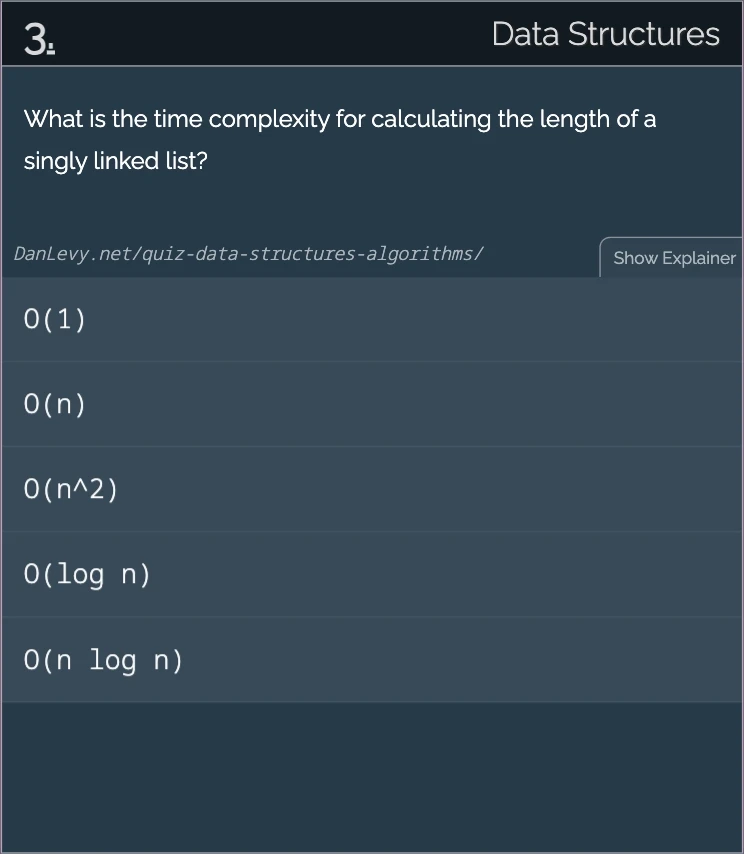 3.
Data Structures
What is the time complexity for calculating the length of a
singly linked list?
DanLevy.net/quiz-data-structures-algorithms/
Show Explainer
O(1)
O(n)
O(n^2)
O(log n)
O(n log n)